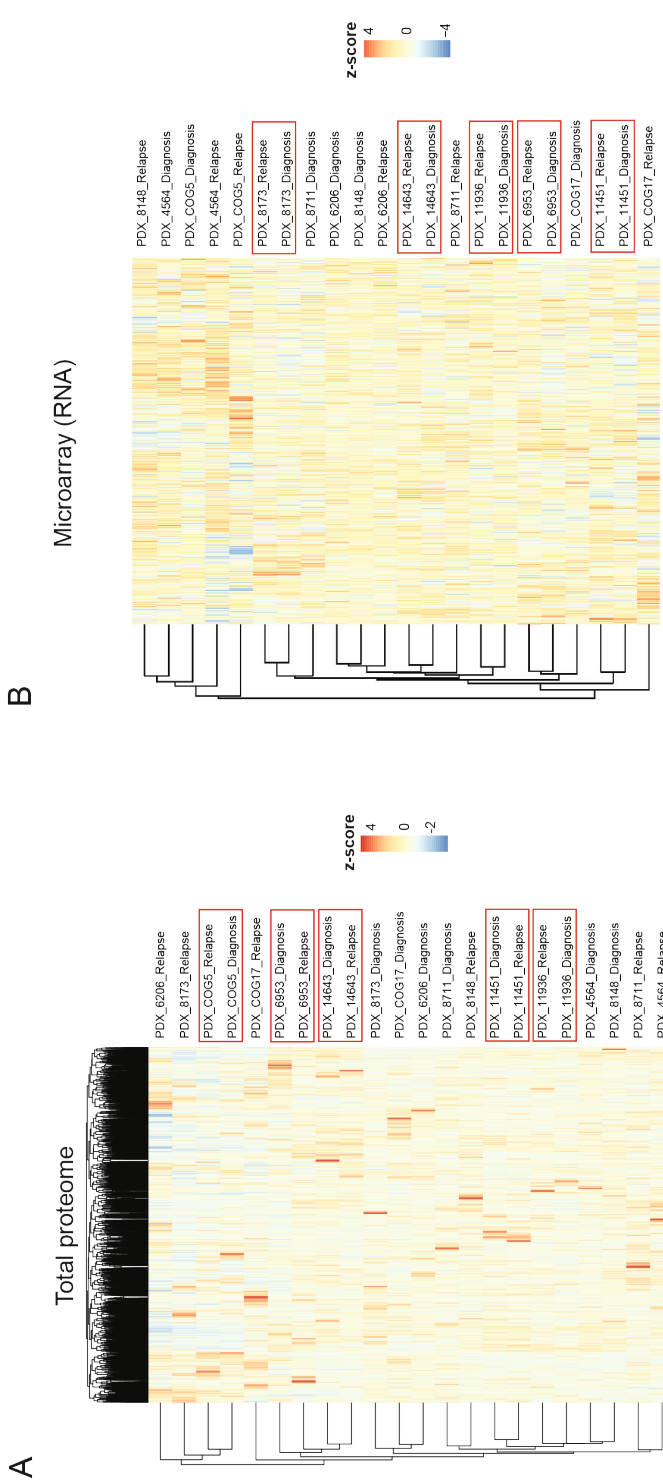 A
Total proteome
PDX_6206_Relapse
PDX_8173_Relapse
PDX_COG5_Relapse
PDX_COG5_Diagnosis
PDX_COG17_Relapse
PDX_6953_Diagnosis
PDX_6953_Relapse
PDX_14643_Diagnosis
PDX_14643_Relapse
PDX_8173_Diagnosis
PDX_COG17_Diagnosis
PDX_6206_Diagnosis
PDX_8711_Diagnosis
PDX_8148_Relapse
PDX_11451_Diagnosis
PDX_11451_Relapse
PDX_11936_Relapse
PDX_11936_Diagnosis
PDX_4564_Diagnosis
PDX_8148_Diagnosis
PDX_8711_Relapse
PDX_4564_Relapse
z-score
4
0
-2
B
Microarray (RNA)
PDX_8148_Relapse
PDX_4564_Diagnosis
PDX_COG5_Diagnosis
PDX_4564_Relapse
PDX_COG5_Relapse
PDX_8173_Relapse
PDX_8173_Diagnosis
PDX_8711_Diagnosis
PDX_6206_Diagnosis
PDX_8148_Diagnosis
PDX_6206_Relapse
PDX_14643_Relapse
PDX_14643_Diagnosis
PDX_8711_Relapse
PDX_11936_Relapse
PDX_11936_Diagnosis
PDX_6953_Relapse
PDX_6953_Diagnosis
PDX_COG17_Diagnosis
PDX_11451_Relapse
PDX_11451_Diagnosis
PDX_COG17_Relapse
z-score
4
0
-4